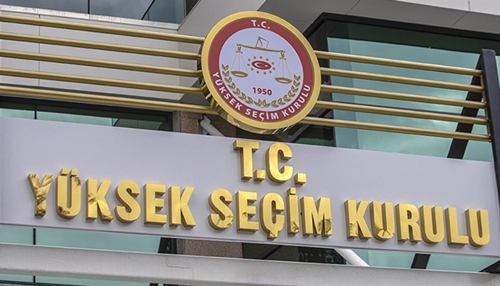 T.C.
1950
YÜKSEK SEÇİM KURULU
T.C.
YÜKSEK SEÇİM KURULU